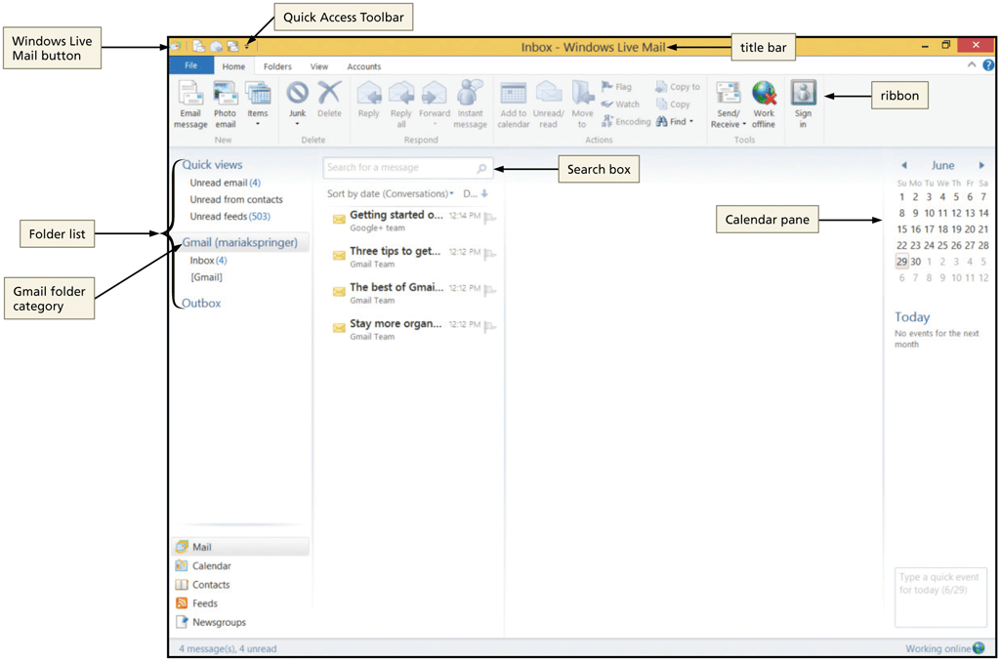 Quick Access Toolbar
Windows Live
Mail button
Inbox - Windows Live Mail
title bar
File Home Folders View Accounts
ribbon
Email
message
Photo
email
Items
New
Junk
Delete
Delete
Reply
Reply
all
Forward
Instant
message
Respond
Add to
calendar
Unread/
read
Move
to
Flag
Watch
Encoding
Copy to
Copy
Find
Actions
Send/
Receive
Work
offline
Tools
Sign
in
Folder list
Gmail folder
category
Quick views
Unread email (4)
Unread from contacts
Unread feeds (503)
Gmail (mariakspringer)
Inbox (4)
[Gmail]
Outbox
Mail
Calendar
Contacts
Feeds
Newsgroups
Search for a message
Search box
Sort by date (Conversations) D...
Getting started o... 12:14 PM
Google+ team
Three tips to get... 12:12 PM
Gmail Team
The best of Gmai... 12:12 PM
Gmail Team
Stay more organ... 12:12 PM
Gmail Team
Calendar pane
June
Su Mo Tu We Th Fr Sa
1 2 3 4 5 6 7
8 9 10 11 12 13 14
15 16 17 18 19 20 21
22 23 24 25 26 27 28
29 30 1 2 3 4 5
6 7 8 9 10 11 12
Today
No events for the next
month
Type a quick event
for today (6/29)
4 message(s), 4 unread
Working online